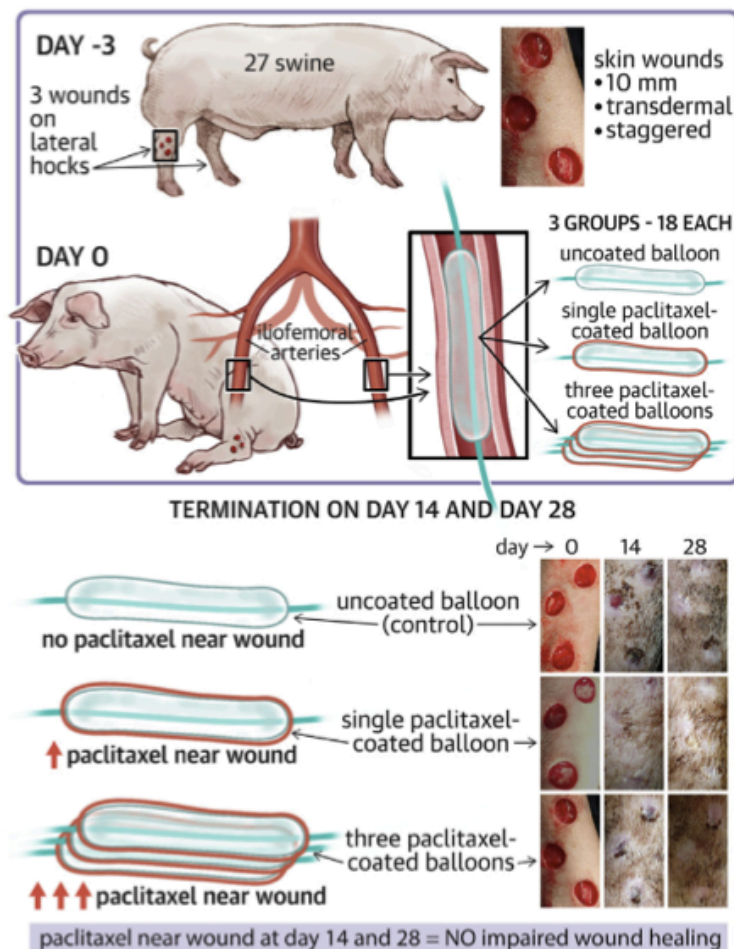 DAY -3
27 swine
3 wounds
on
lateral
hocks
skin wounds
•10 mm
•transdermal
•staggered
DAY 0
iliofemoral
arteries
3 GROUPS - 18 EACH
uncoated balloon
single paclitaxel-
coated balloon
three paclitaxel-
coated balloons
TERMINATION ON DAY 14 AND DAY 28
day → 0 14 28
uncoated balloon
(control)
no paclitaxel near wound
single paclitaxel-
coated balloon
↑ paclitaxel near wound
three paclitaxel-
coated balloons
↑↑↑ paclitaxel near wound
paclitaxel near wound at day 14 and 28 = NO impaired wound healing